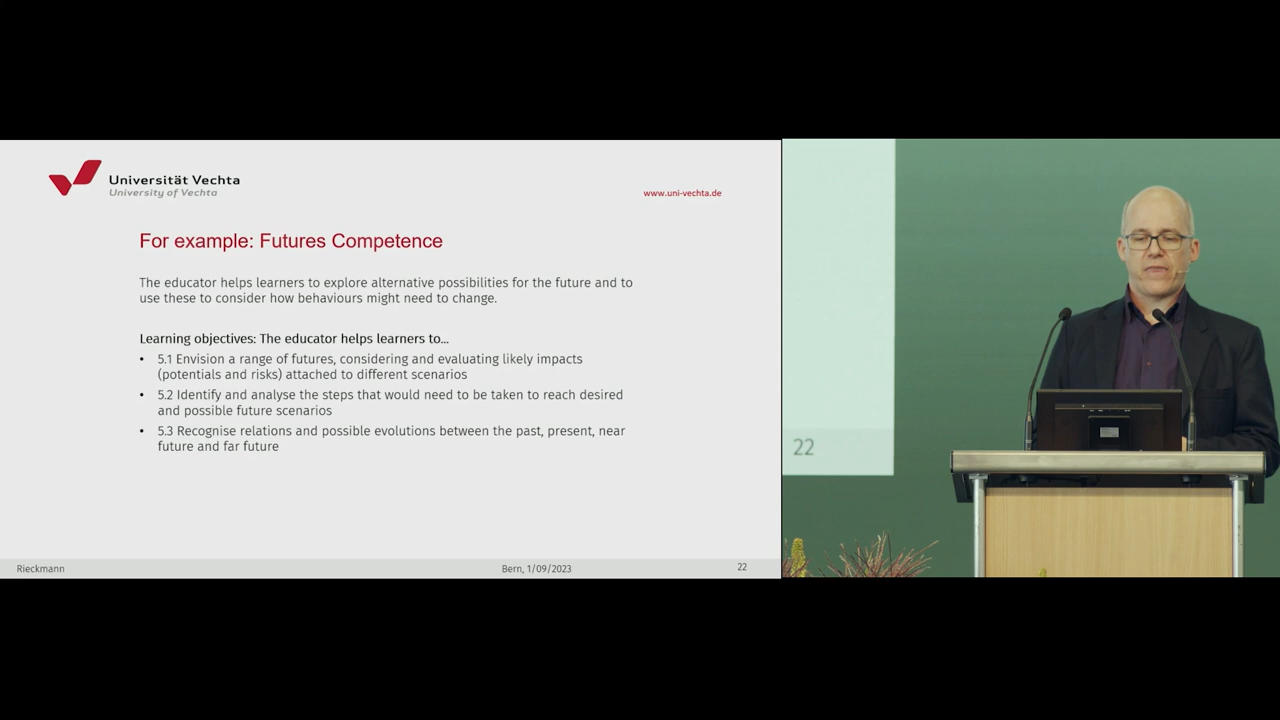 Universität Vechta
University of Vechta
www.uni-vechta.de
For example: Futures Competence
The educator helps learners to explore alternative possibilities for the future and to
use these to consider how behaviours might need to change.
Learning objectives: The educator helps learners to...
• 5.1 Envision a range of futures, considering and evaluating likely impacts
(potentials and risks) attached to different scenarios
• 5.2 Identify and analyse the steps that would need to be taken to reach desired
and possible future scenarios
• 5.3 Recognise relations and possible evolutions between the past, present, near
future and far future
Rieckmann
Bern, 1/09/2023
22
22